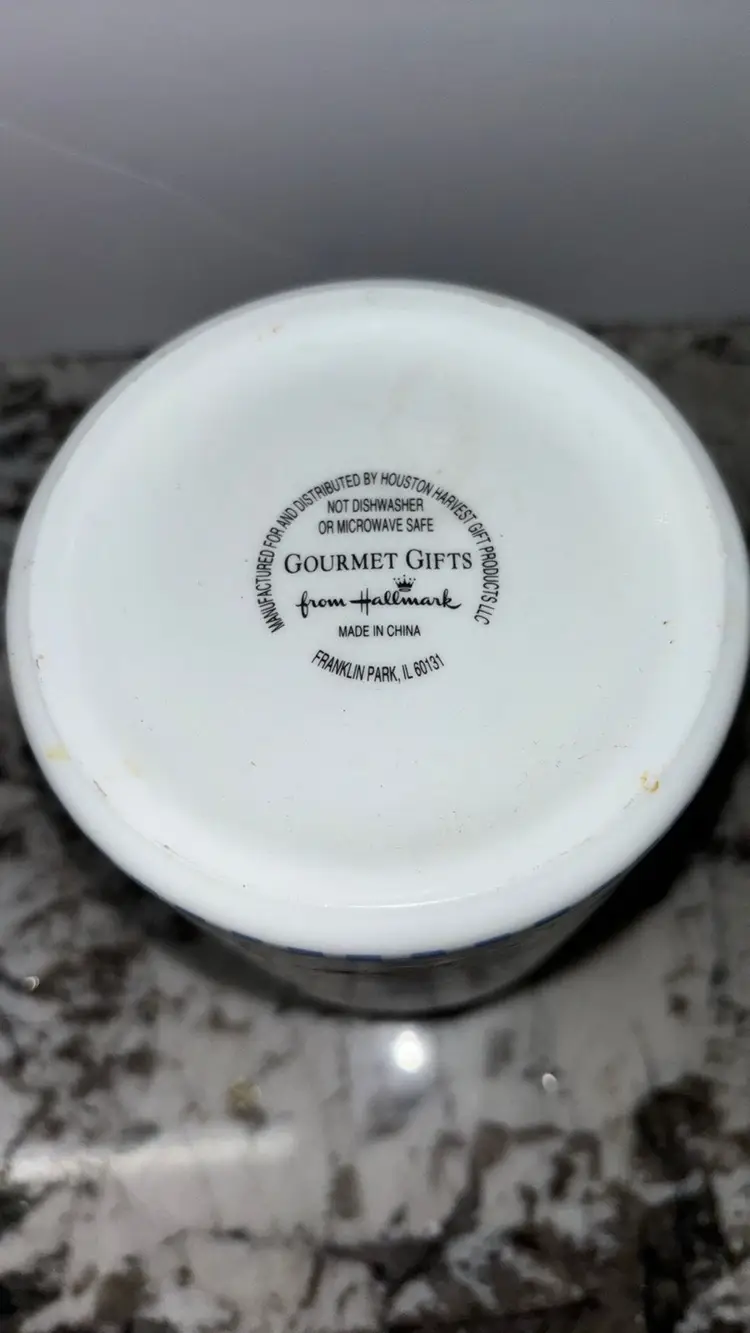 MANUFACTURED FOR AND DISTRIBUTED BY HOUSTON HARVEST GIFT PRODUCTS LLC
NOT DISHWASHER
OR MICROWAVE SAFE
GOURMET GIFTS
from Hallmark
MADE IN CHINA
FRANKLIN PARK, IL 60131